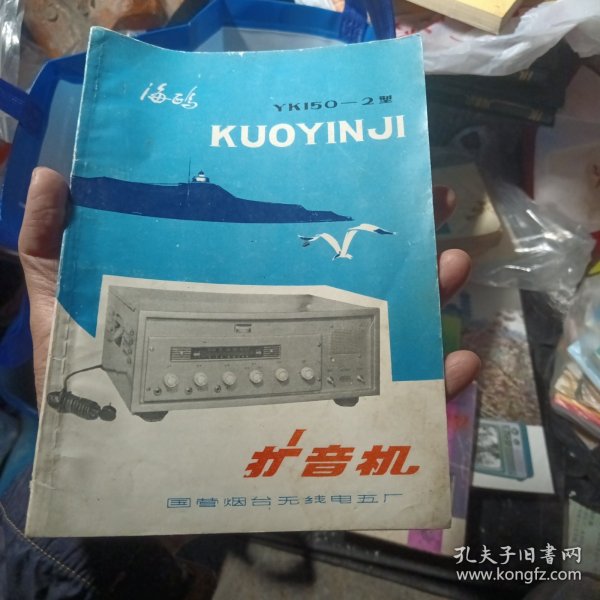 海鸥
YK150-2型
KUOYINJI
扩音机
国营烟台无线电五厂
孔夫子旧书网
www.kongfz.com